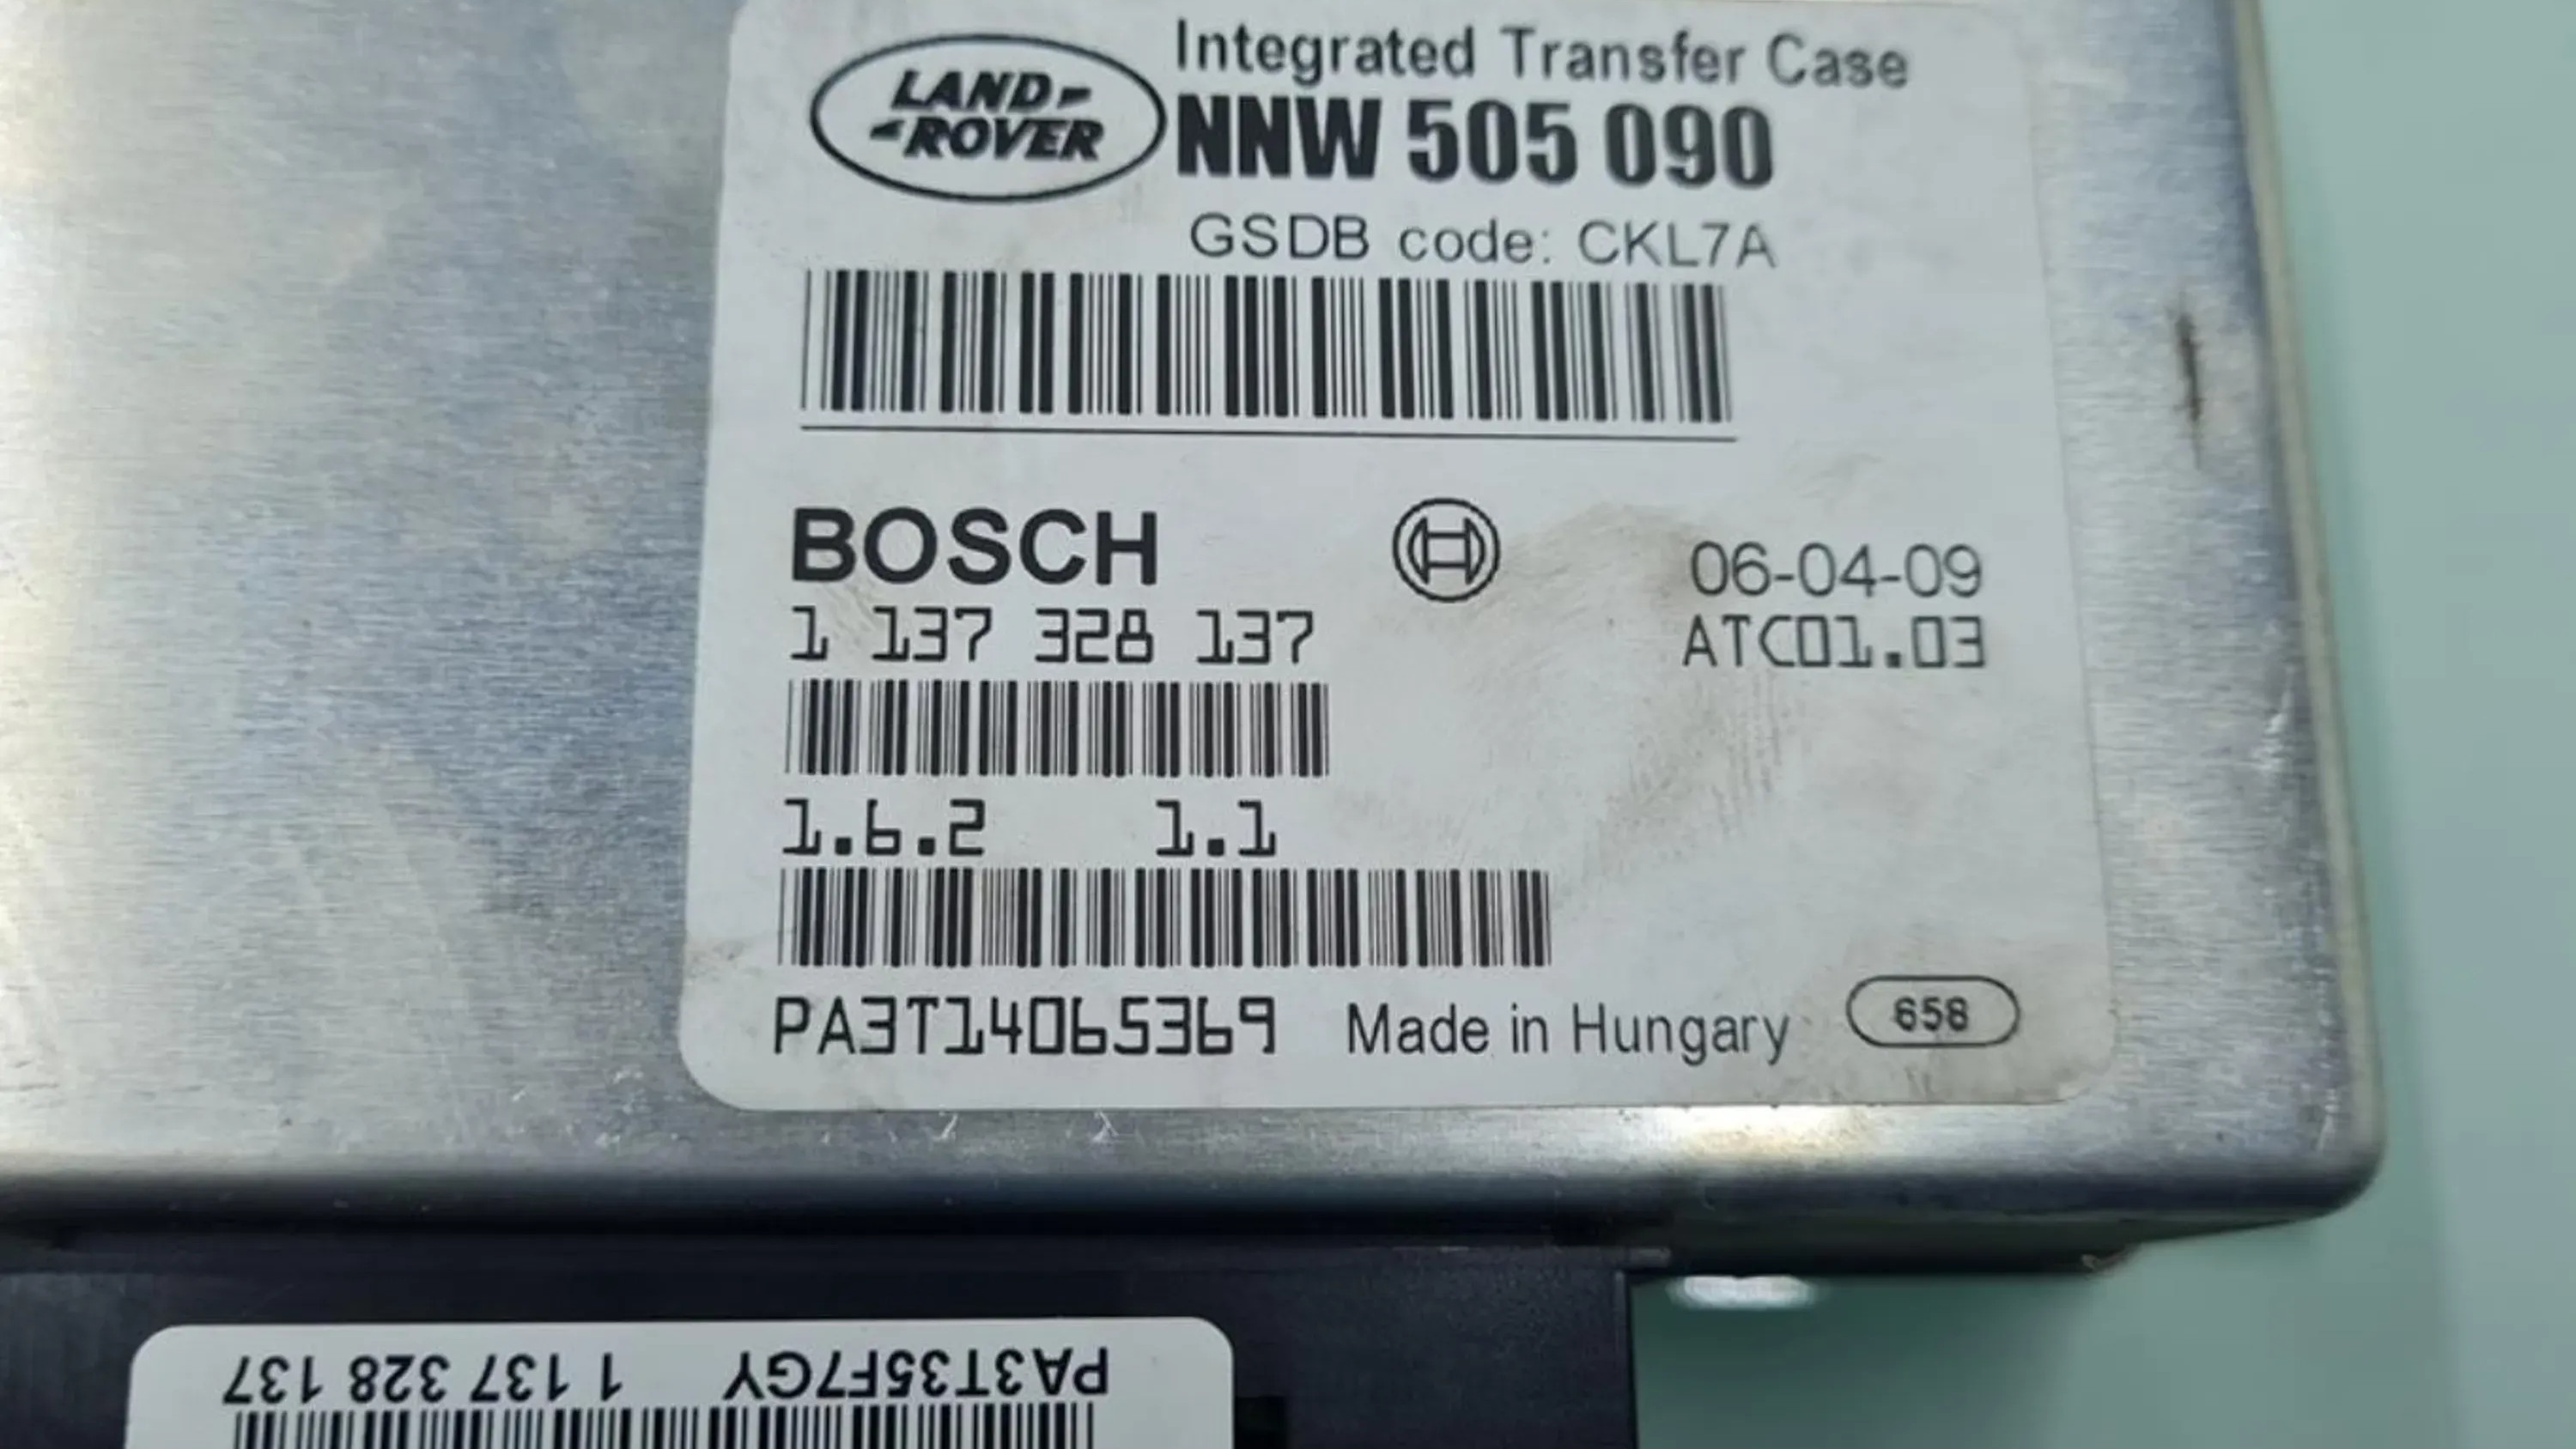 Integrated Transfer Case
LAND ROVER
NNW 505 090
GSDB code: CKL7A
BOSCH
06-04-09
1 137 328 137
ATC01.03
1.6.2 1.1
PA3T14065369 Made in Hungary 658
PA3T35F7GY 1 137 328 137